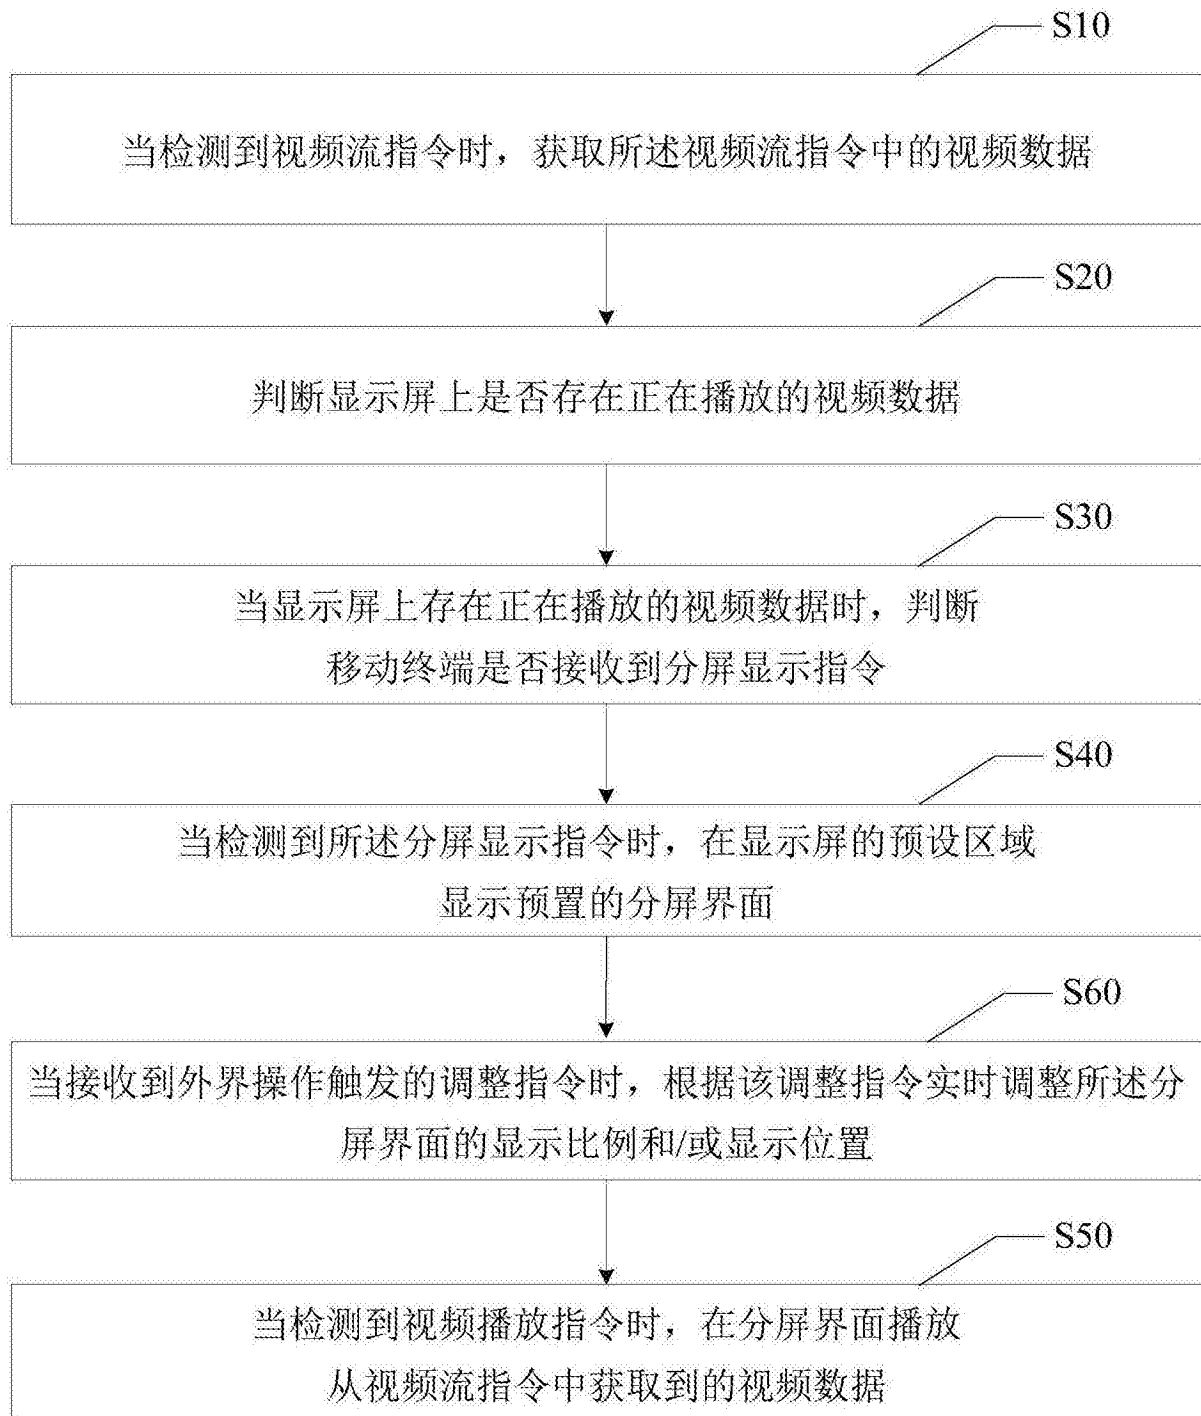 S10
当检测到视频流指令时，获取所述视频流指令中的视频数据
S20
判断显示屏上是否存在正在播放的视频数据
S30
当显示屏上存在正在播放的视频数据时，判断
移动终端是否接收到分屏显示指令
S40
当检测到所述分屏显示指令时，在显示屏的预设区域
显示预置的分屏界面
S60
当接收到外界操作触发的调整指令时，根据该调整指令实时调整所述分
屏界面的显示比例和/或显示位置
S50
当检测到视频播放指令时，在分屏界面播放
从视频流指令中获取到的视频数据